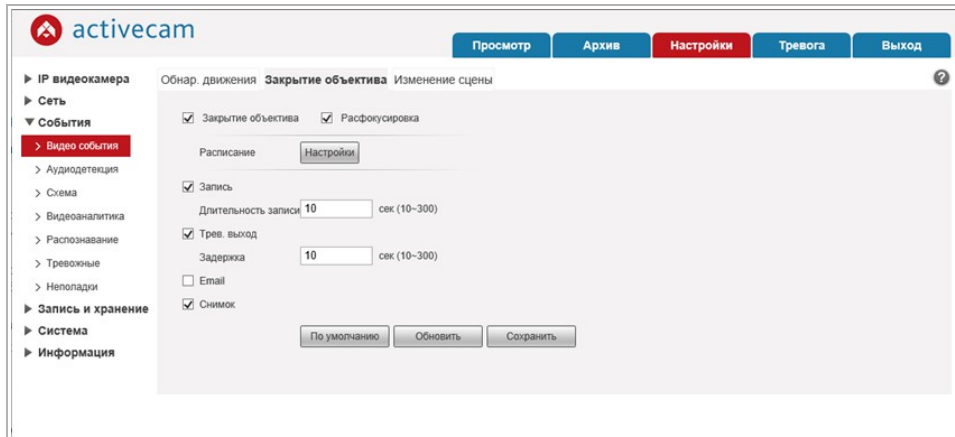 activecam
Просмотр Архив Настройки Тревога Выход
IP видеокамера
Сеть
События
Видео события
Аудиодетекция
Схема
Видеоаналитика
Распознавание
Тревожные
Неполадки
Запись и хранение
Система
Информация
Обнар. движения Закрытие объектива Изменение сцены ?
Закрытие объектива Расфокусировка
Расписание Настройки
Запись
Длительность записи 10 сек (10~300)
Трев. выход
Задержка 10 сек (10~300)
Email
Снимок
По умолчанию Обновить Сохранить